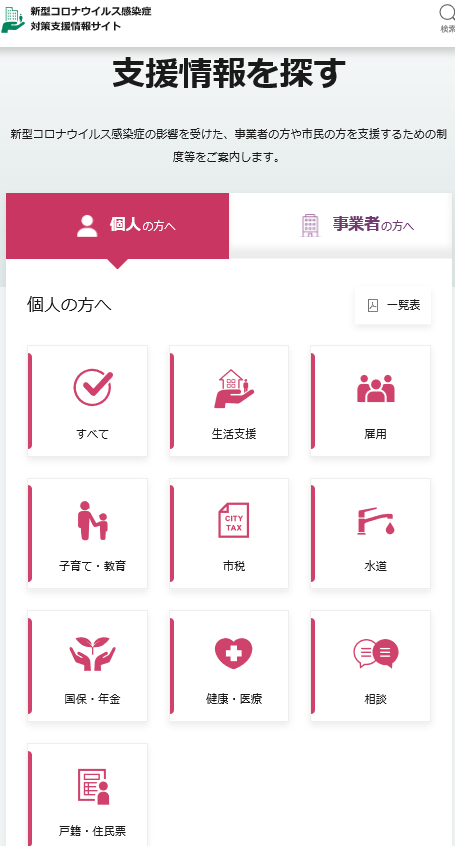 新型コロナウイルス感染症
対策支援情報サイト
検索
支援情報を探す
新型コロナウイルス感染症の影響を受けた、事業者の方や市民の方を支援するための制
度等をご案内します。
個人の方へ
事業者の方へ
個人の方へ
一覧表
すべて
生活支援
雇用
子育て・教育
CITY
TAX
市税
水道
国保・年金
健康・医療
相談
戸籍・住民票